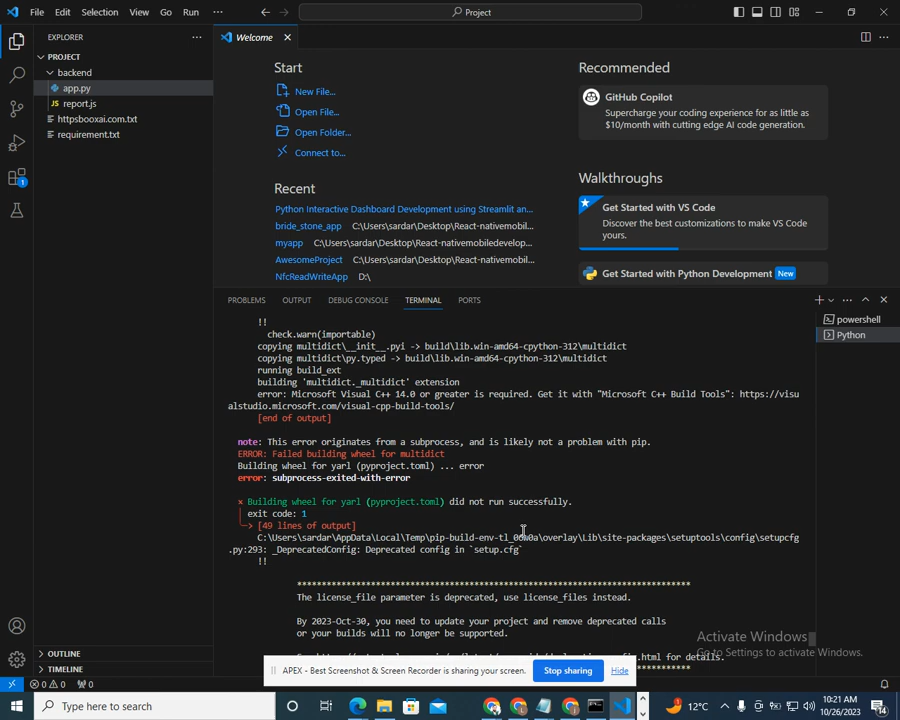 File Edit Selection View Go Run ··· Project
EXPLORER ···
PROJECT
backend
app.py
JS report.js
httpsbooxai.com.txt
requirement.txt
OUTLINE
TIMELINE
Welcome
Start
New File...
Open File...
Open Folder...
Connect to...
Recent
Python Interactive Dashboard Development using Streamlit an...
bride_stone_app C:\Users\sardar\Desktop\React-nativemobil...
myapp C:\Users\sardar\Desktop\React-nativemobiledevelop...
AwesomeProject C:\Users\sardar\Desktop\React-nativemobil...
NfcReadWriteApp D:\
Recommended
GitHub Copilot
Supercharge your coding experience for as little as
$10/month with cutting edge AI code generation.
Walkthroughs
Get Started with VS Code
Discover the best customizations to make VS Code
yours.
Get Started with Python Development New
PROBLEMS OUTPUT DEBUG CONSOLE TERMINAL PORTS
powershell
Python
!!
check.warn(importable)
copying multidict\__init__.pyi -> build\lib.win-amd64-cpython-312\multidict
copying multidict\py.typed -> build\lib.win-amd64-cpython-312\multidict
running build_ext
building 'multidict._multidict' extension
error: Microsoft Visual C++ 14.0 or greater is required. Get it with "Microsoft C++ Build Tools": https://visu
alstudio.microsoft.com/visual-cpp-build-tools/
[end of output]
note: This error originates from a subprocess, and is likely not a problem with pip.
ERROR: Failed building wheel for multidict
Building wheel for yarl (pyproject.toml) ... error
error: subprocess-exited-with-error
× Building wheel for yarl (pyproject.toml) did not run successfully.
exit code: 1
[49 lines of output]
.py:293: _DeprecatedConfig: Deprecated config in `setup.cfg`
!!
********************************************************************************
The license_file parameter is deprecated, use license_files instead.
By 2023-Oct-30, you need to update your project and remove deprecated calls
or your builds will no longer be supported.
.html for details.
Activate Windows
Go to Settings to activate Windows.
APEX - Best Screenshot & Screen Recorder is sharing your screen. Stop sharing Hide
0 0 0
Type here to search
12°C
10:21 AM
10/26/2023
14